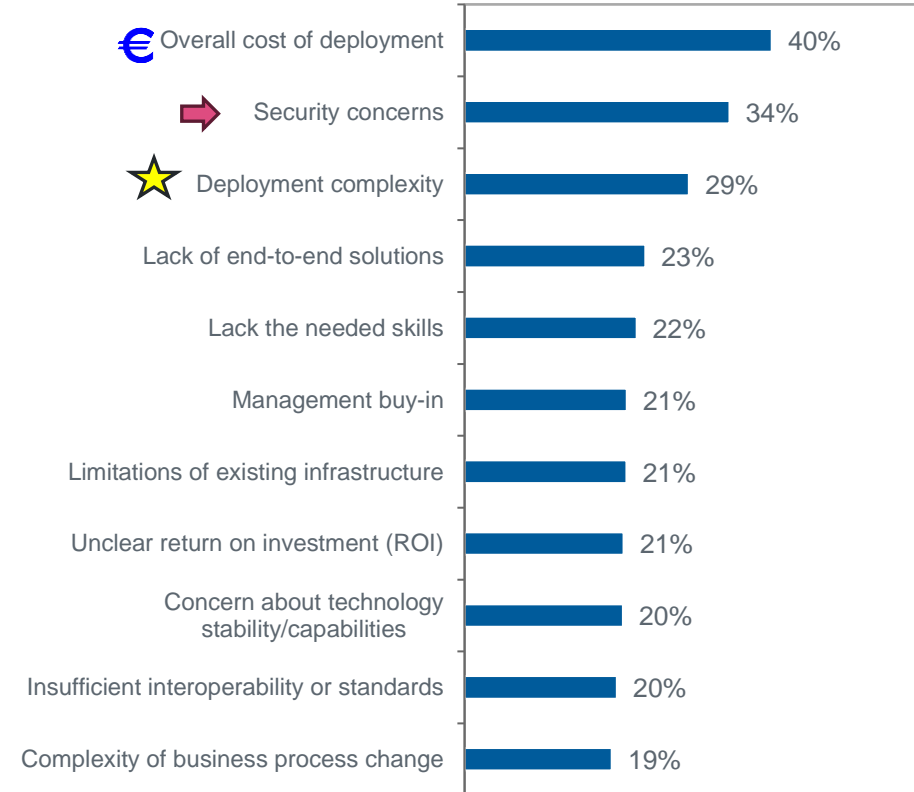 € Overall cost of deployment 40%
Security concerns 34%
Deployment complexity 29%
Lack of end-to-end solutions 23%
Lack the needed skills 22%
Management buy-in 21%
Limitations of existing infrastructure 21%
Unclear return on investment (ROI) 21%
Concern about technology
stability/capabilities 20%
Insufficient interoperability or standards 20%
Complexity of business process change 19%